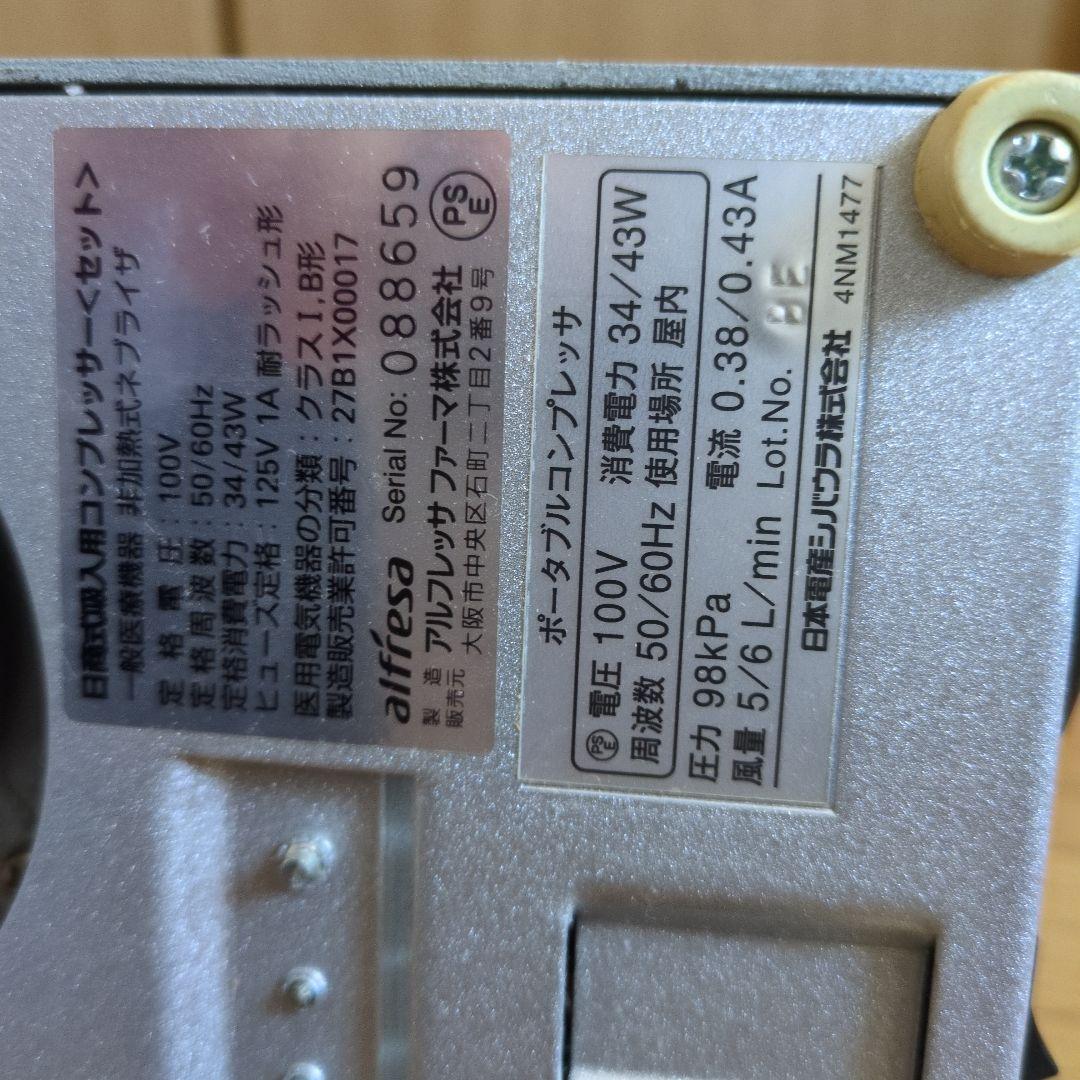 日商式吸入用コンプレッサー<セット>
一般医療機器 非加熱式ネブライザ
定格電圧:100V
定格周波数:50/60Hz
定格消費電力:34/43W
ヒューズ定格:125V 1A 耐ラッシュ形
医用電気機器の分類:クラスI,B形
製造販売業許可番号:27B1X00017
alfresa Serial No: 088659
製造販売元 アルフレッサ ファーマ株式会社 PSE
大阪市中央区石町二丁目2番9号
ポータブルコンプレッサ
PSE 電圧 100V 消費電力 34/43W
周波数 50/60Hz 使用場所 屋内
圧力 98kPa 電流 0.38/0.43A
風量 5/6 L/min Lot.No. BE
日本電産シバウラ株式会社 4NM1477